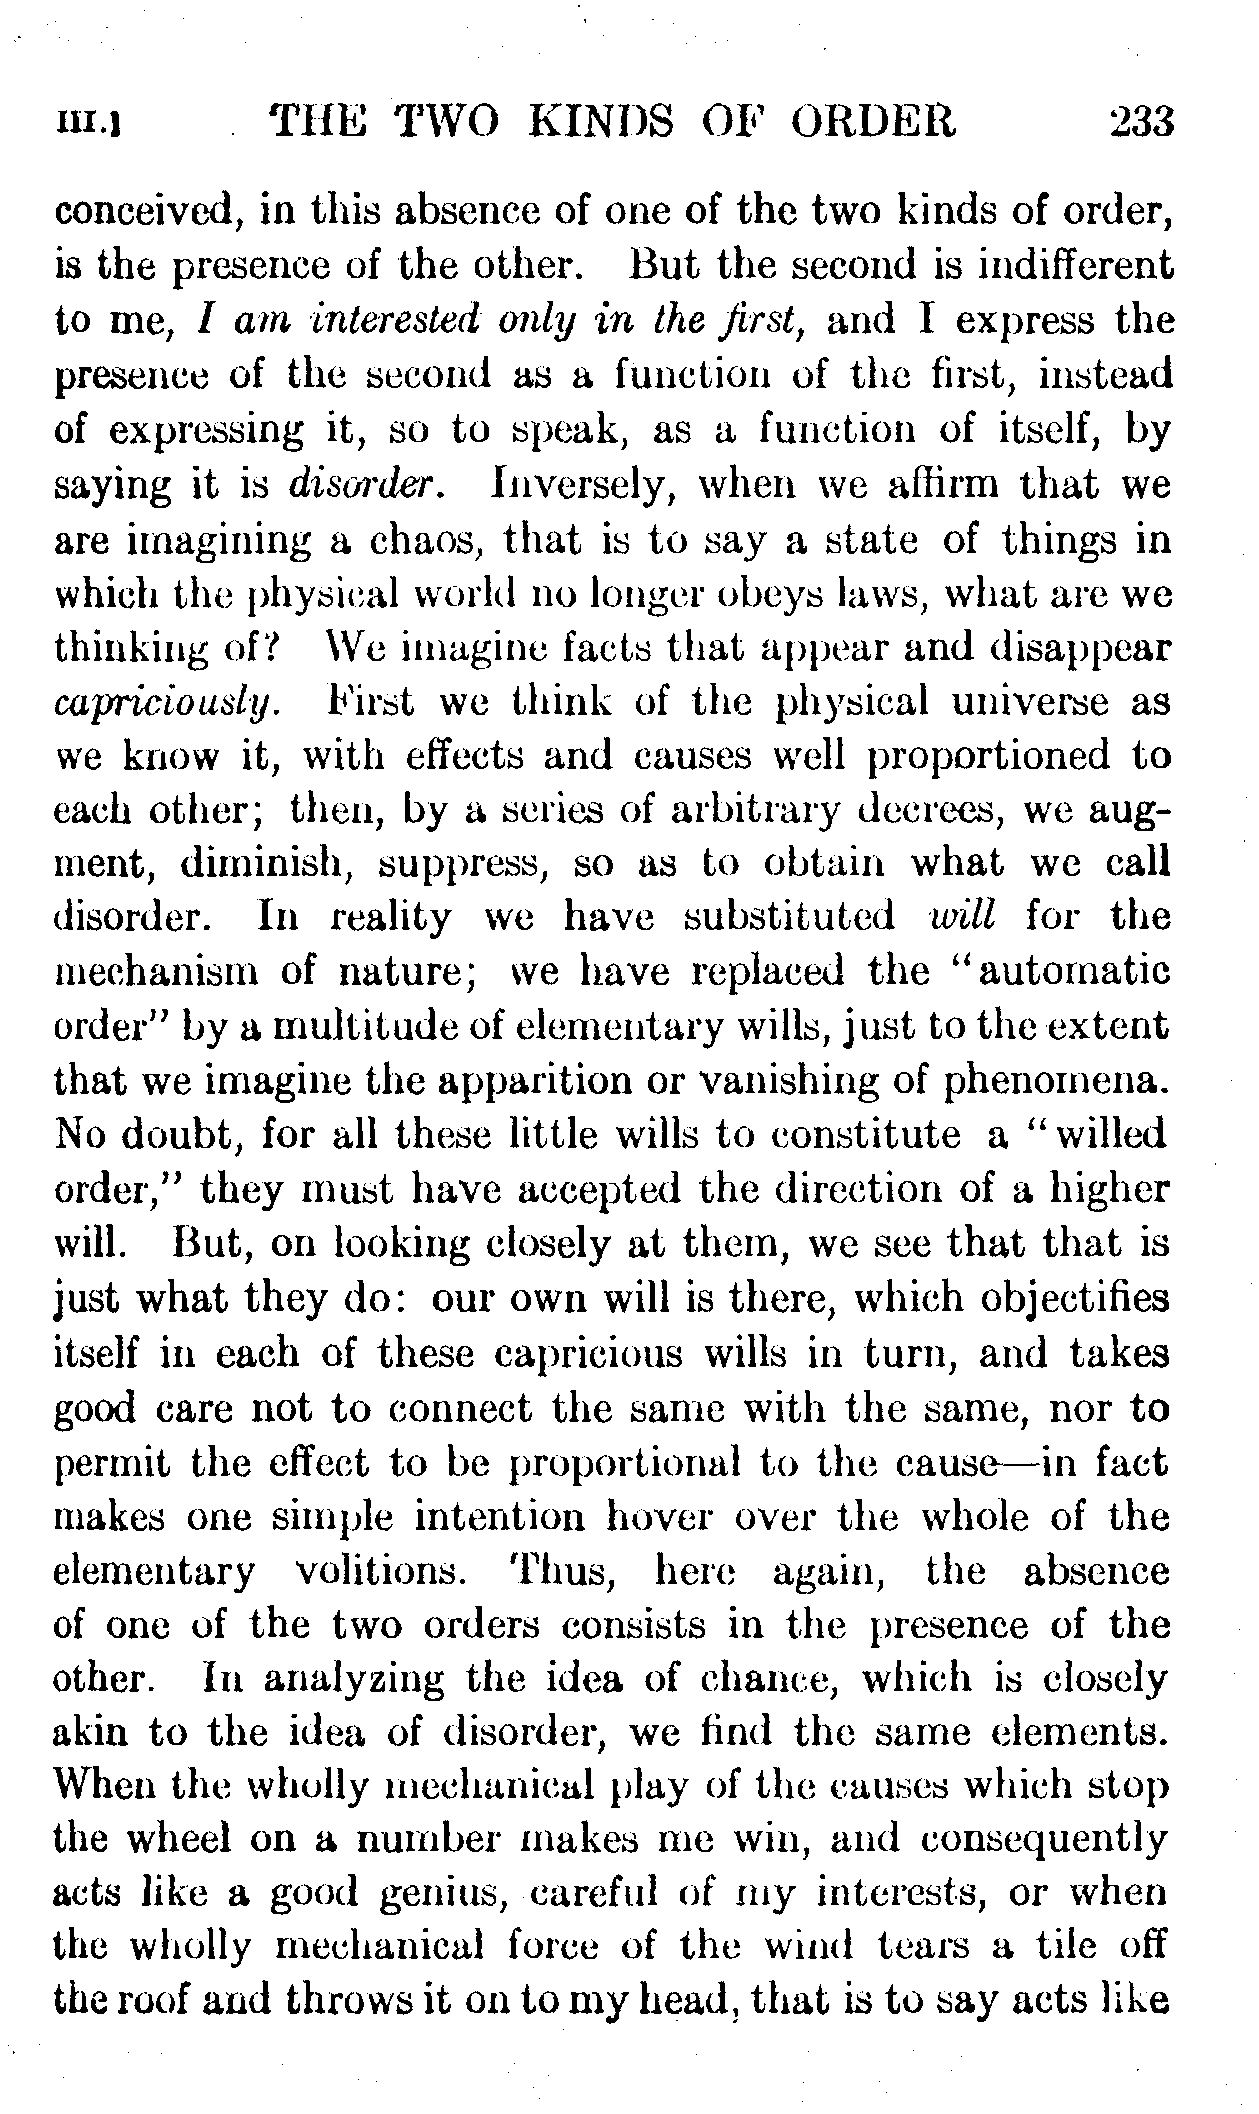 III.] THE TWO KINDS OF ORDER 233
conceived, in this absence of one of the two kinds of order,
is the presence of the other. But the second is indifferent
to me, I am interested only in the first, and I express the
presence of the second as a function of the first, instead
of expressing it, so to speak, as a function of itself, by
saying it is disorder. Inversely, when we affirm that we
are imagining a chaos, that is to say a state of things in
which the physical world no longer obeys laws, what are we
thinking of? We imagine facts that appear and disappear
capriciously. First we think of the physical universe as
we know it, with effects and causes well proportioned to
each other; then, by a series of arbitrary decrees, we aug-
ment, diminish, suppress, so as to obtain what we call
disorder. In reality we have substituted will for the
mechanism of nature; we have replaced the "automatic
order" by a multitude of elementary wills, just to the extent
that we imagine the apparition or vanishing of phenomena.
No doubt, for all these little wills to constitute a "willed
order," they must have accepted the direction of a higher
will. But, on looking closely at them, we see that that is
just what they do: our own will is there, which objectifies
itself in each of these capricious wills in turn, and takes
good care not to connect the same with the same, nor to
permit the effect to be proportional to the cause—in fact
makes one simple intention hover over the whole of the
elementary volitions. Thus, here again, the absence
of one of the two orders consists in the presence of the
other. In analyzing the idea of chance, which is closely
akin to the idea of disorder, we find the same elements.
When the wholly mechanical play of the causes which stop
the wheel on a number makes me win, and consequently
acts like a good genius, careful of my interests, or when
the wholly mechanical force of the wind tears a tile off
the roof and throws it on to my head, that is to say acts like